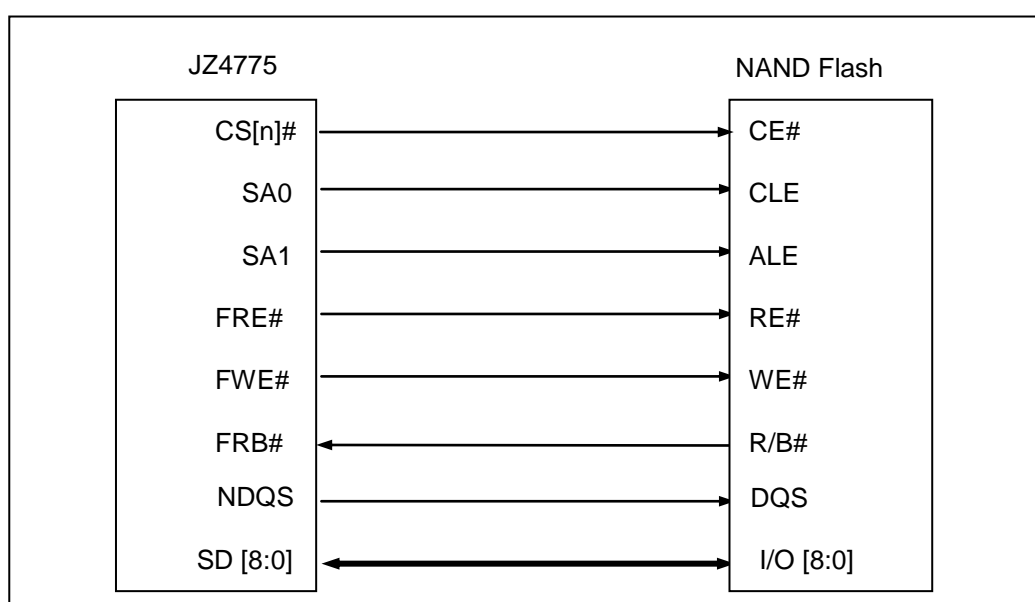 JZ4775 NAND Flash
CS[n]# CE#
SA0 CLE
SA1 ALE
FRE# RE#
FWE# WE#
FRB# R/B#
NDQS DQS
SD [8:0] I/O [8:0]